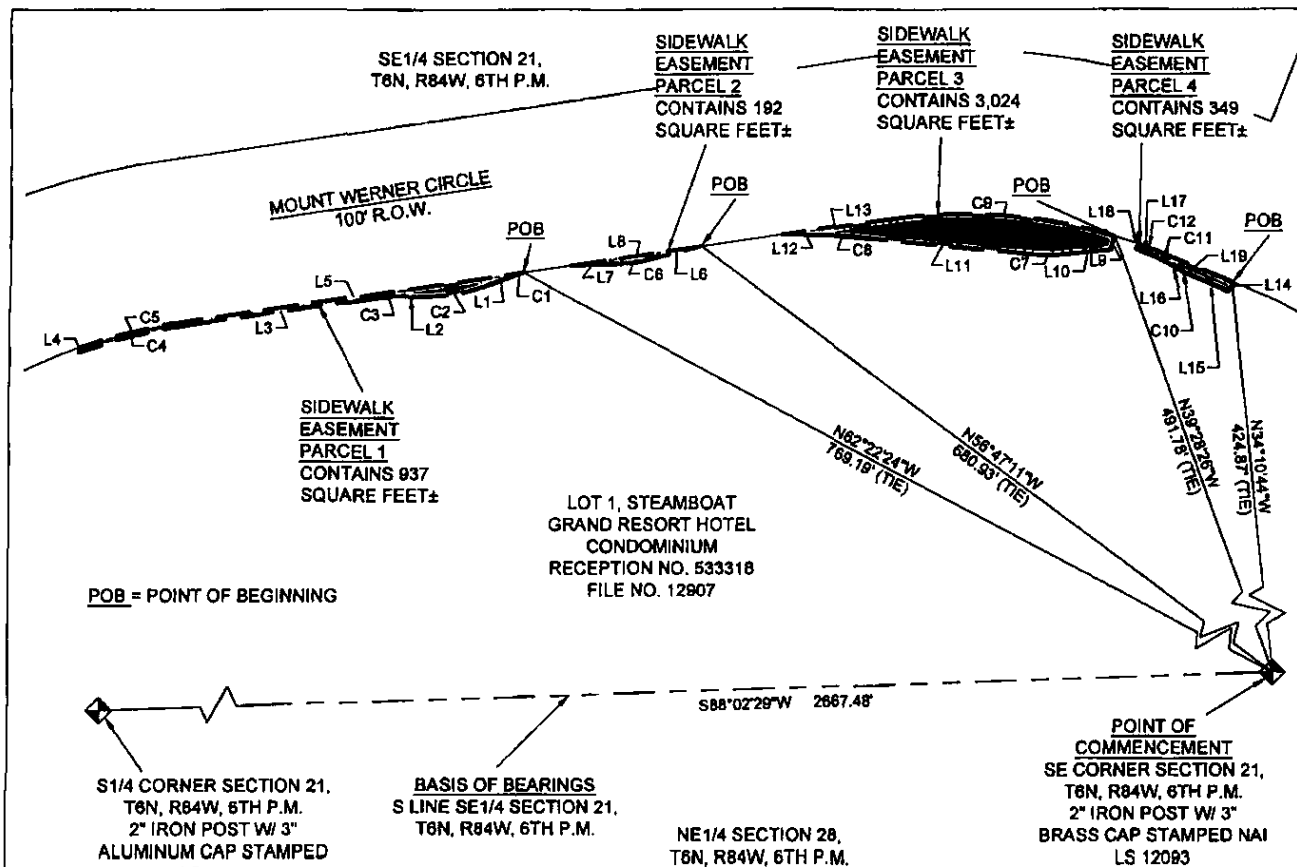 SE1/4 SECTION 21,
T6N, R84W, 6TH P.M.
SIDEWALK
EASEMENT
PARCEL 2
CONTAINS 192
SQUARE FEET±
SIDEWALK
EASEMENT
PARCEL 3
CONTAINS 3,024
SQUARE FEET±
SIDEWALK
EASEMENT
PARCEL 4
CONTAINS 349
SQUARE FEET±
MOUNT WERNER CIRCLE
100' R.O.W.
POB
POB
POB
POB
L4
C5
C4
L3
L5
C3
L2
C2
L1
C1
L7
L8
C6
L6
L12
L13
C8
C9
L11
C7
L10
L9
L18
L17
C12
C11
L19
L14
L16
C10
L15
SIDEWALK
EASEMENT
PARCEL 1
CONTAINS 937
SQUARE FEET±
N62°22'24"W
769.19' (TIE)
N56°47'11"W
680.93' (TIE)
N39°28'26"W
491.78' (TIE)
N34°10'44"W
424.87' (TIE)
LOT 1, STEAMBOAT
GRAND RESORT HOTEL
CONDOMINIUM
RECEPTION NO. 533318
FILE NO. 12907
POB = POINT OF BEGINNING
S88°02'29"W 2667.48'
S1/4 CORNER SECTION 21,
T6N, R84W, 6TH P.M.
2" IRON POST W/ 3"
ALUMINUM CAP STAMPED
BASIS OF BEARINGS
S LINE SE1/4 SECTION 21,
T6N, R84W, 6TH P.M.
NE1/4 SECTION 28,
T6N, R84W, 6TH P.M.
POINT OF
COMMENCEMENT
SE CORNER SECTION 21,
T6N, R84W, 6TH P.M.
2" IRON POST W/ 3"
BRASS CAP STAMPED NAI
LS 12093